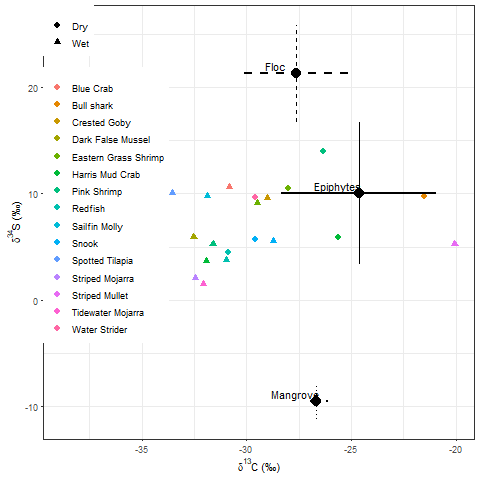 Dry
Wet
Floc
Blue Crab
Bull shark
Crested Goby
Dark False Mussel
Eastern Grass Shrimp
Harris Mud Crab
Pink Shrimp
Redfish
Sailfin Molly
Snook
Spotted Tilapia
Striped Mojarra
Striped Mullet
Tidewater Mojarra
Water Strider
Epiphytes
Mangrove
20
10
0
-10
δ³⁴S (‰)
-35
-30
-25
-20
δ¹³C (‰)